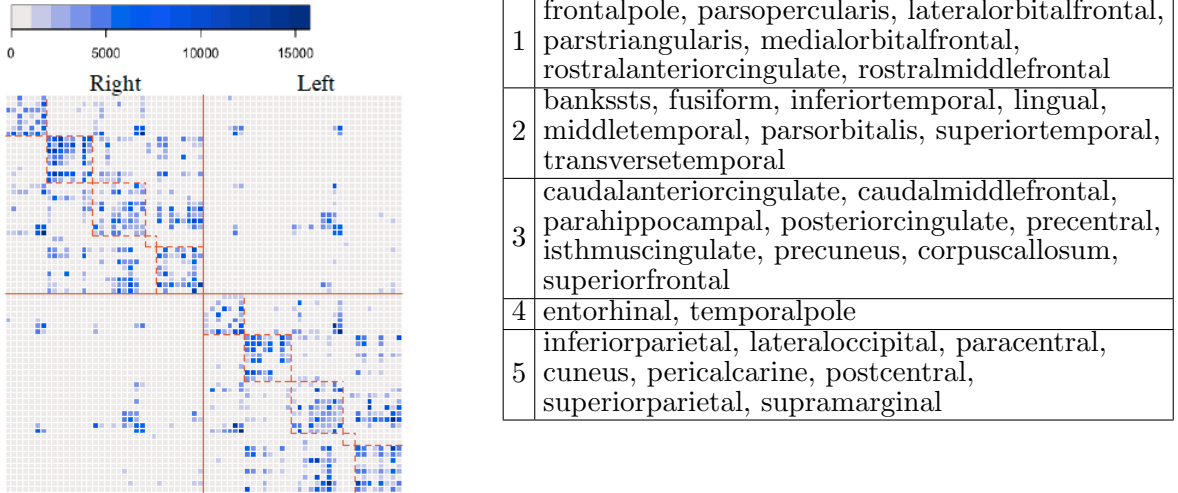 0 5000 10000 15000
Right Left
frontalpole, parsopercularis, lateralorbitalfrontal,
1 parstriangularis, medialorbitalfrontal,
rostralanteriorcingulate, rostralmiddlefrontal
bankssts, fusiform, inferiortemporal, lingual,
2 middletemporal, parsorbitalis, superiortemporal,
transversetemporal
caudalanteriorcingulate, caudalmiddlefrontal,
parahippocampal, posteriorcingulate, precentral,
3 isthmuscingulate, precuneus, corpuscallosum,
superiorfrontal
4 entorhinal, temporalpole
inferiorparietal, lateraloccipital, paracentral,
5 cuneus, pericalcarine, postcentral,
superiorparietal, supramarginal